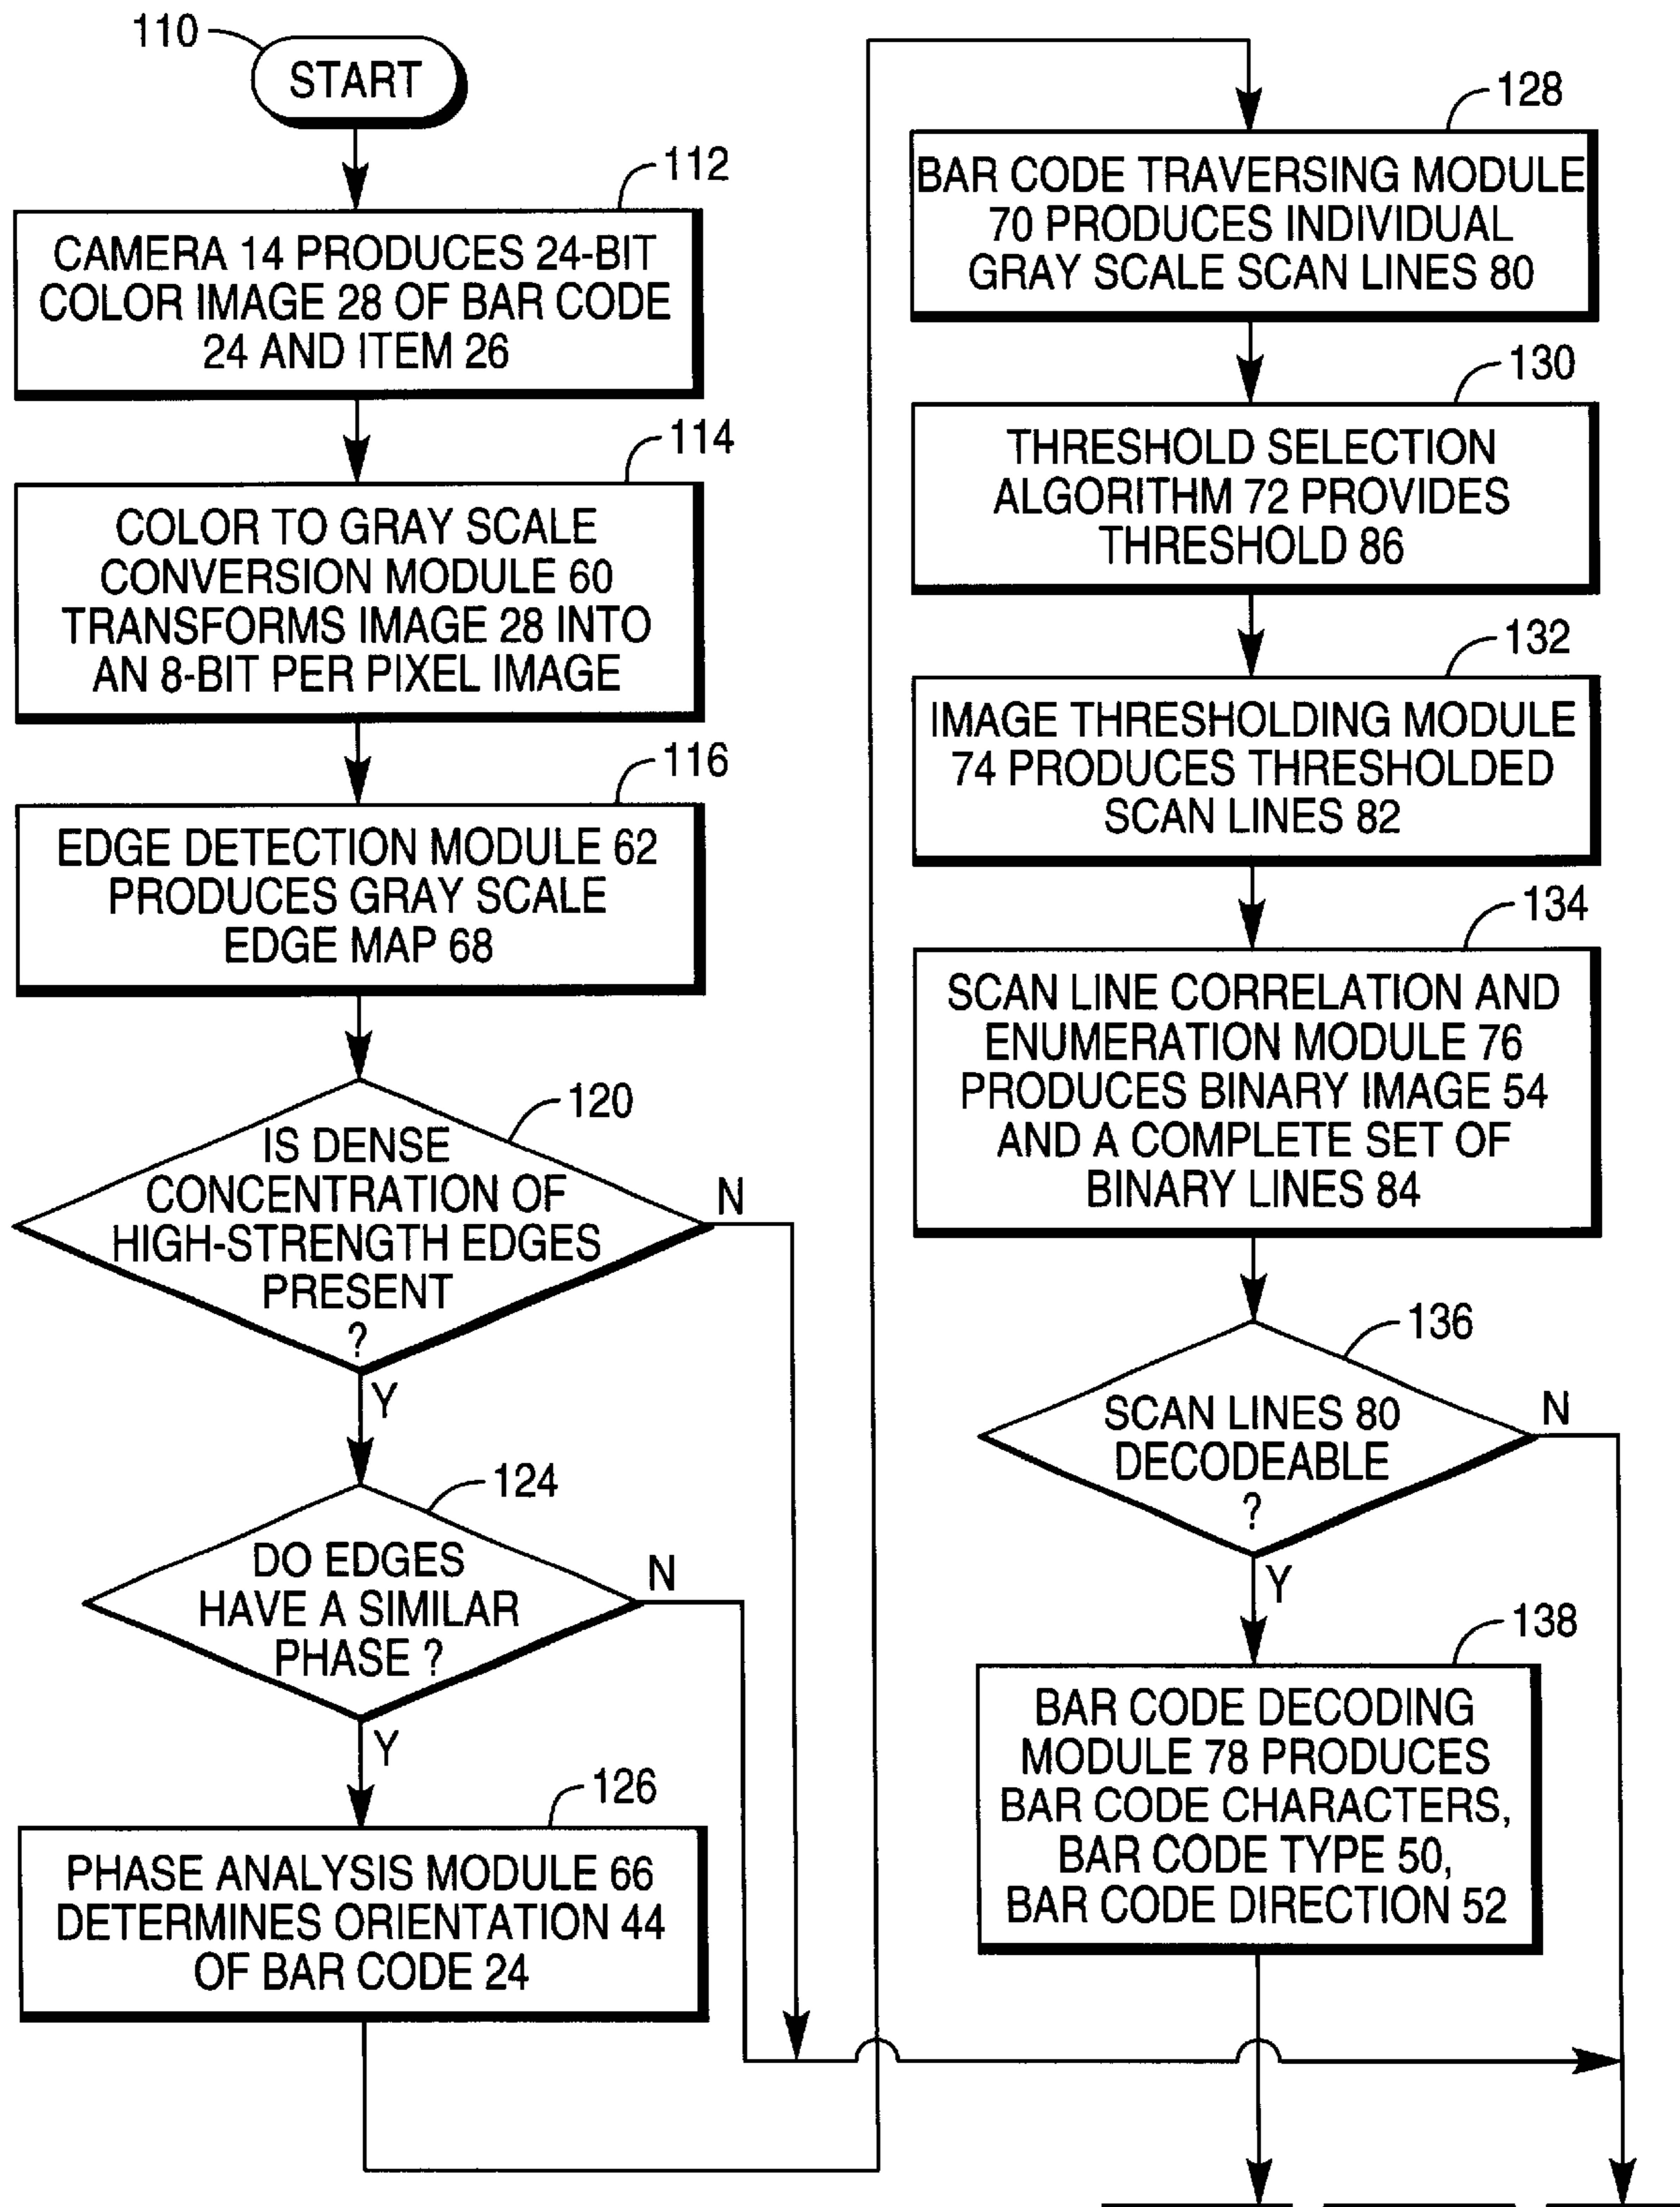 110
START
112
CAMERA 14 PRODUCES 24-BIT
COLOR IMAGE 28 OF BAR CODE
24 AND ITEM 26
114
COLOR TO GRAY SCALE
CONVERSION MODULE 60
TRANSFORMS IMAGE 28 INTO
AN 8-BIT PER PIXEL IMAGE
116
EDGE DETECTION MODULE 62
PRODUCES GRAY SCALE
EDGE MAP 68
120
IS DENSE
CONCENTRATION OF
HIGH-STRENGTH EDGES
PRESENT
?
N
Y
124
DO EDGES
HAVE A SIMILAR
PHASE ?
N
Y
126
PHASE ANALYSIS MODULE 66
DETERMINES ORIENTATION 44
OF BAR CODE 24
128
BAR CODE TRAVERSING MODULE
70 PRODUCES INDIVIDUAL
GRAY SCALE SCAN LINES 80
130
THRESHOLD SELECTION
ALGORITHM 72 PROVIDES
THRESHOLD 86
132
IMAGE THRESHOLDING MODULE
74 PRODUCES THRESHOLDED
SCAN LINES 82
134
SCAN LINE CORRELATION AND
ENUMERATION MODULE 76
PRODUCES BINARY IMAGE 54
AND A COMPLETE SET OF
BINARY LINES 84
136
SCAN LINES 80
DECODEABLE
?
N
Y
138
BAR CODE DECODING
MODULE 78 PRODUCES
BAR CODE CHARACTERS,
BAR CODE TYPE 50,
BAR CODE DIRECTION 52